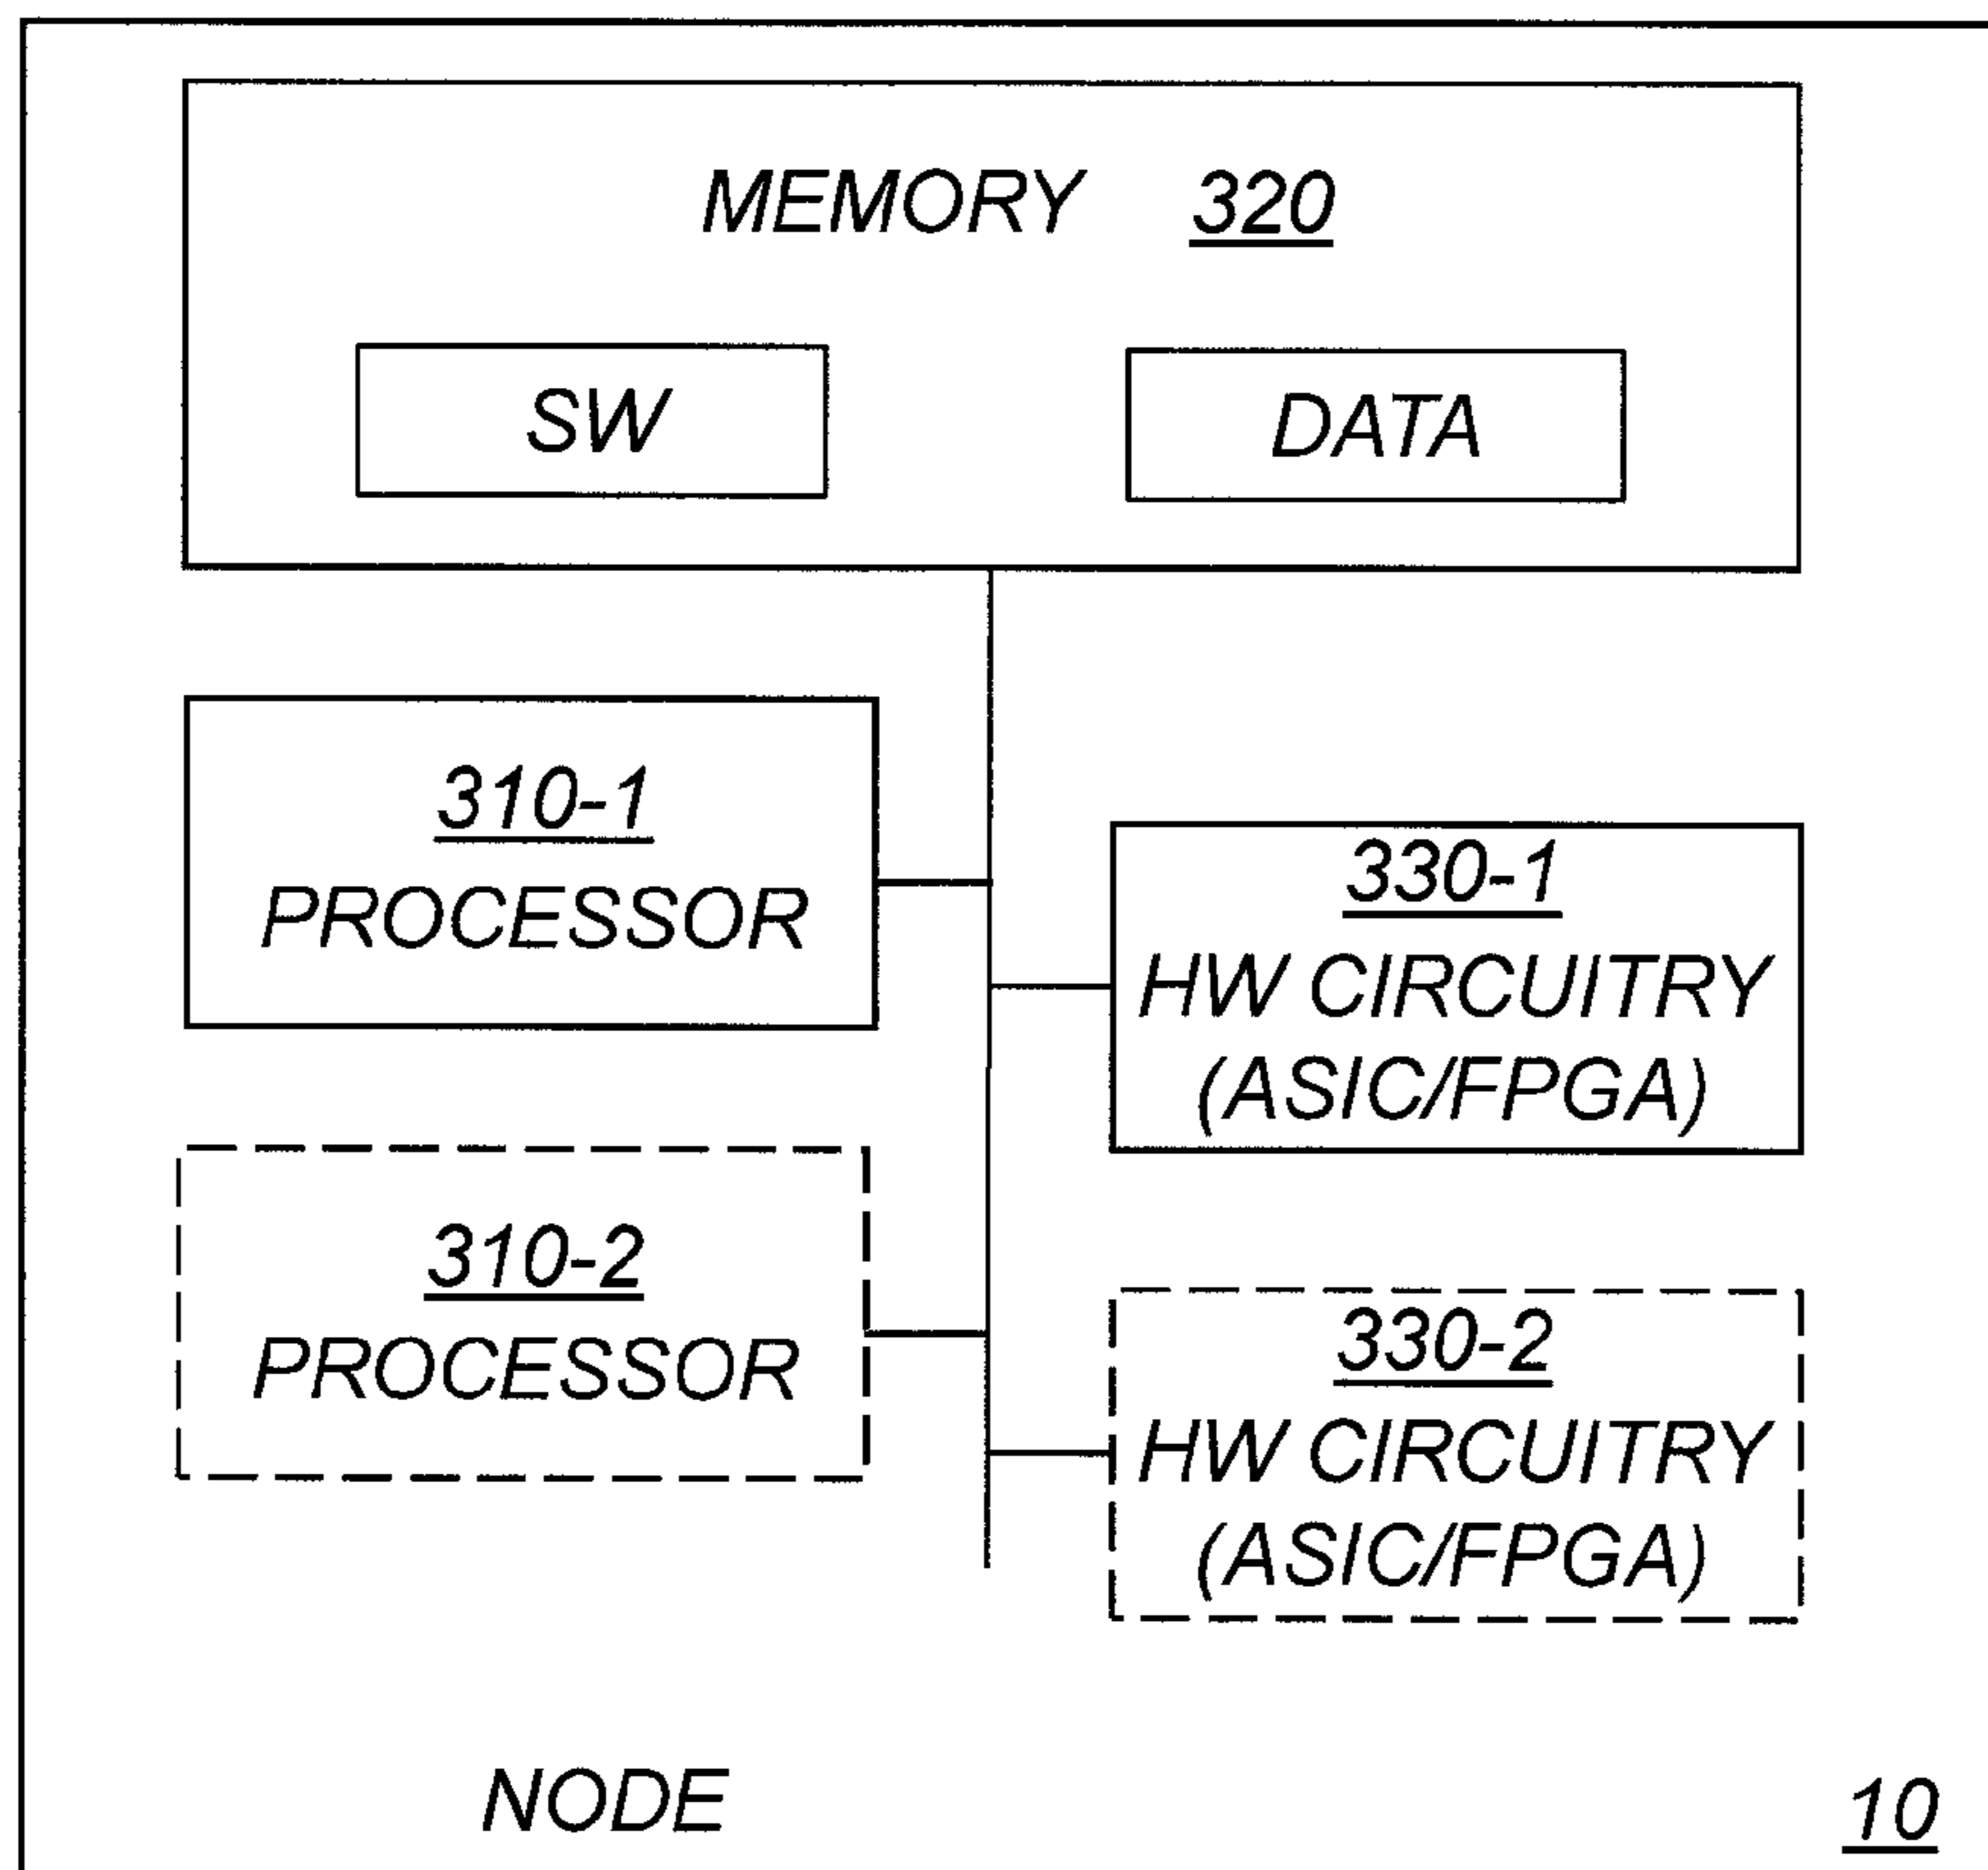 MEMORY 320
SW
DATA
310-1
PROCESSOR
330-1
HW CIRCUITRY
(ASIC/FPGA)
310-2
PROCESSOR
330-2
HW CIRCUITRY
(ASIC/FPGA)
NODE
10